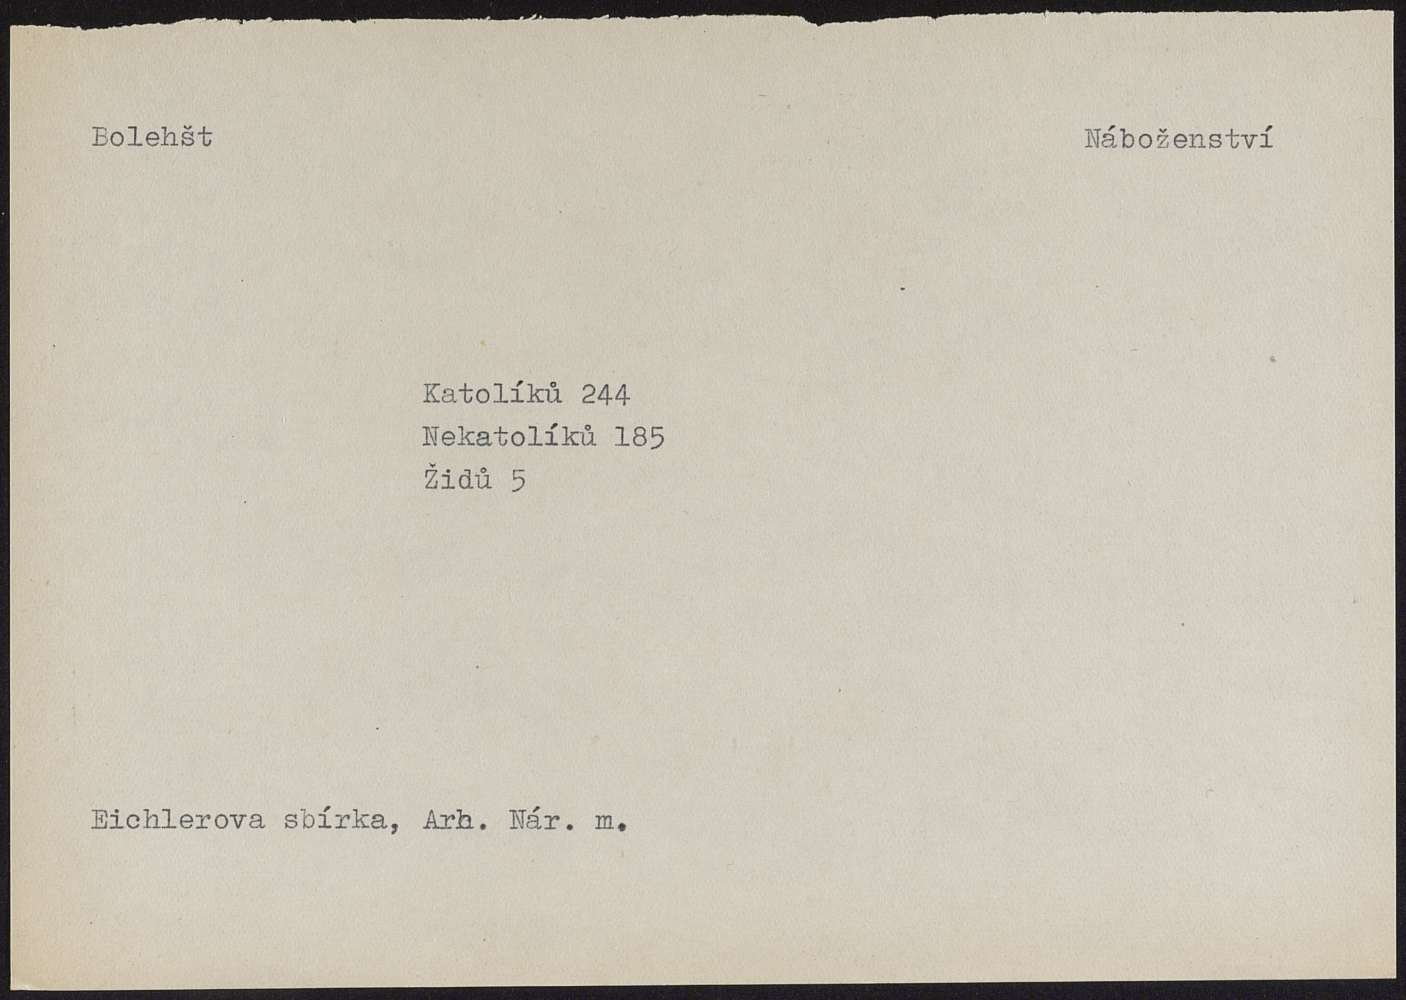 Bolehšt
Náboženství
Katolíků 244
Nekatolíků 185
Židů 5
Eichlerova sbírka, Arh. Nár. m.